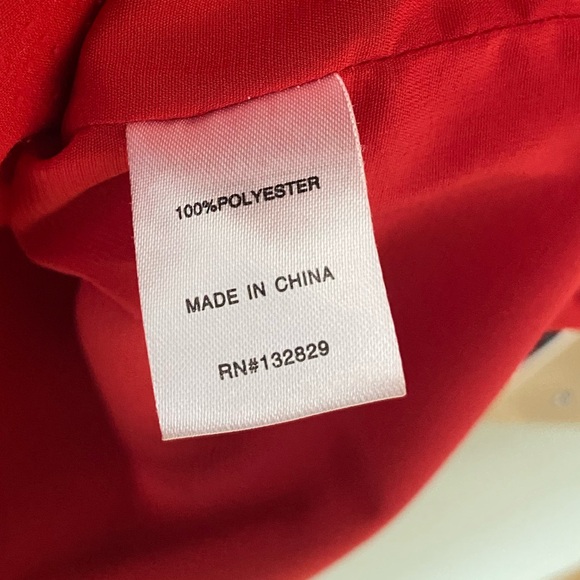 100%POLYESTER
MADE IN CHINA
RN#132829